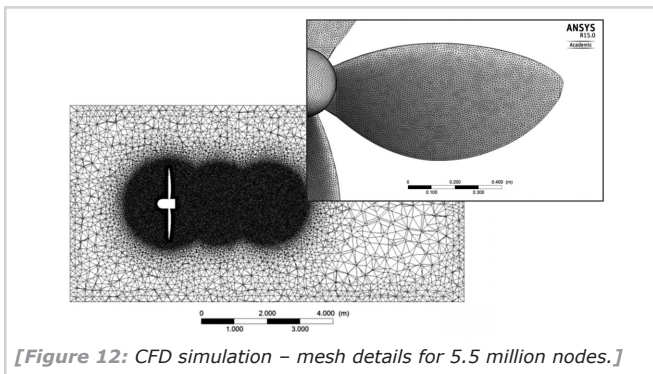 ANSYS
R15.0
Academic
0 0.200 0.400 (m)
0.100 0.300
0 2.000 4.000 (m)
1.000 3.000
[Figure 12: CFD simulation – mesh details for 5.5 million nodes.]